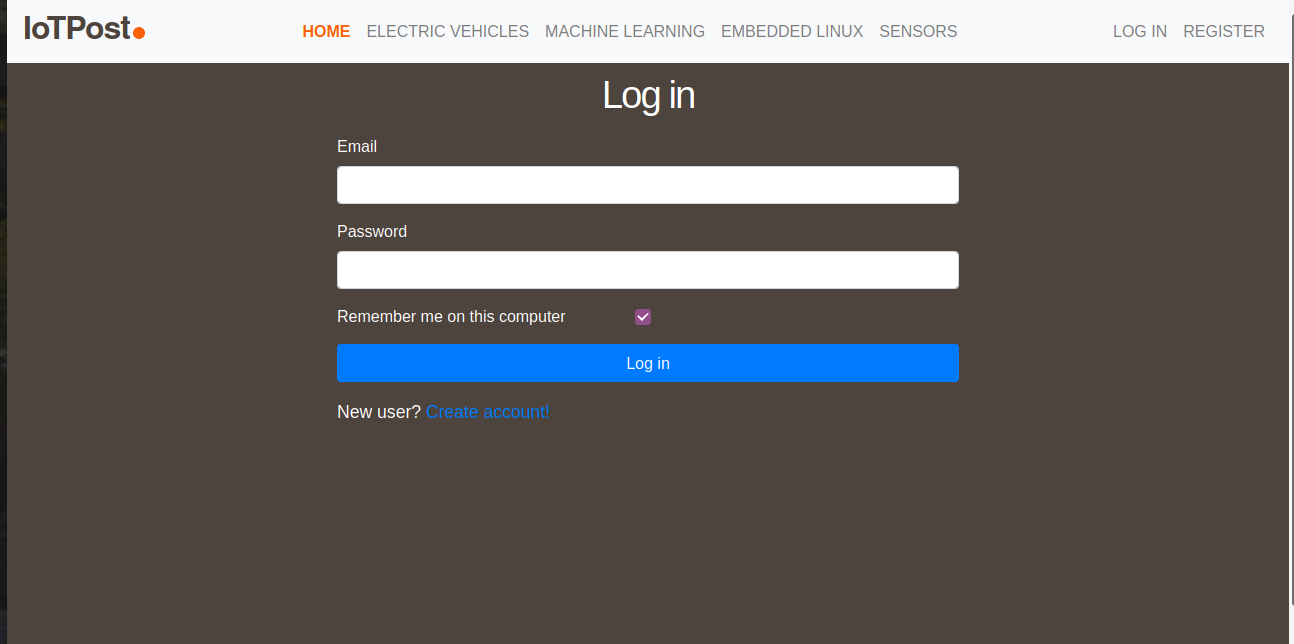 IoTPost.
HOME ELECTRIC VEHICLES MACHINE LEARNING EMBEDDED LINUX SENSORS LOG IN REGISTER
Log in
Email
Password
Remember me on this computer
Log in
New user? Create account!